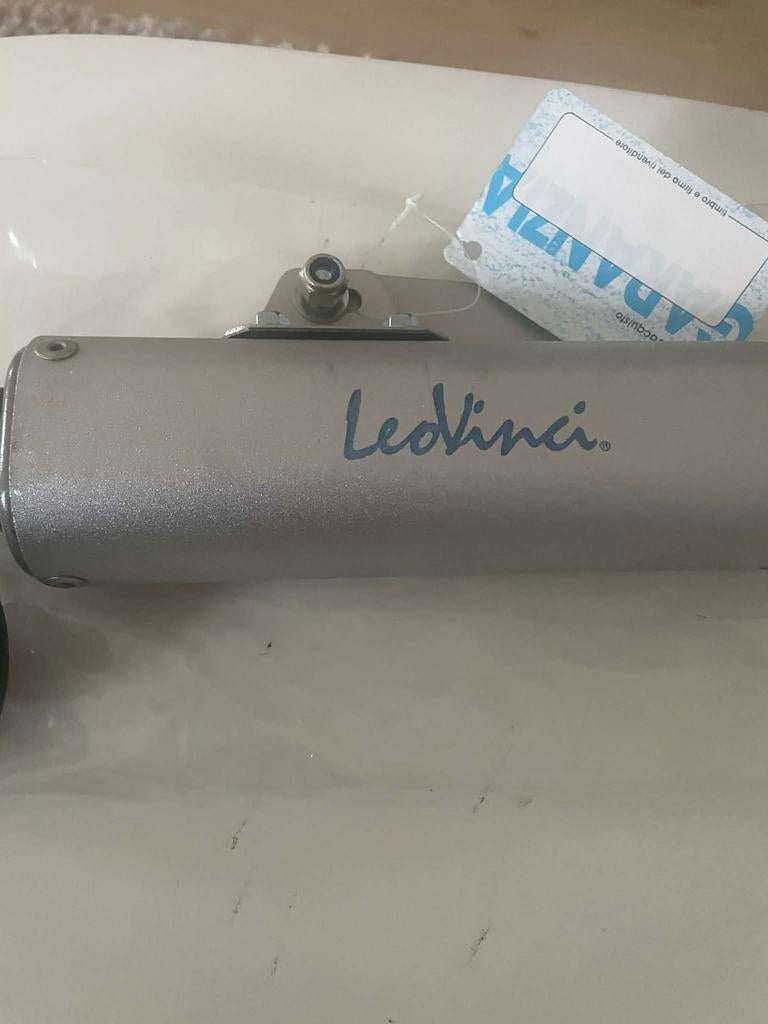 LeoVinci®
GARANZIA
timbro e firma del rivenditore
acquisto